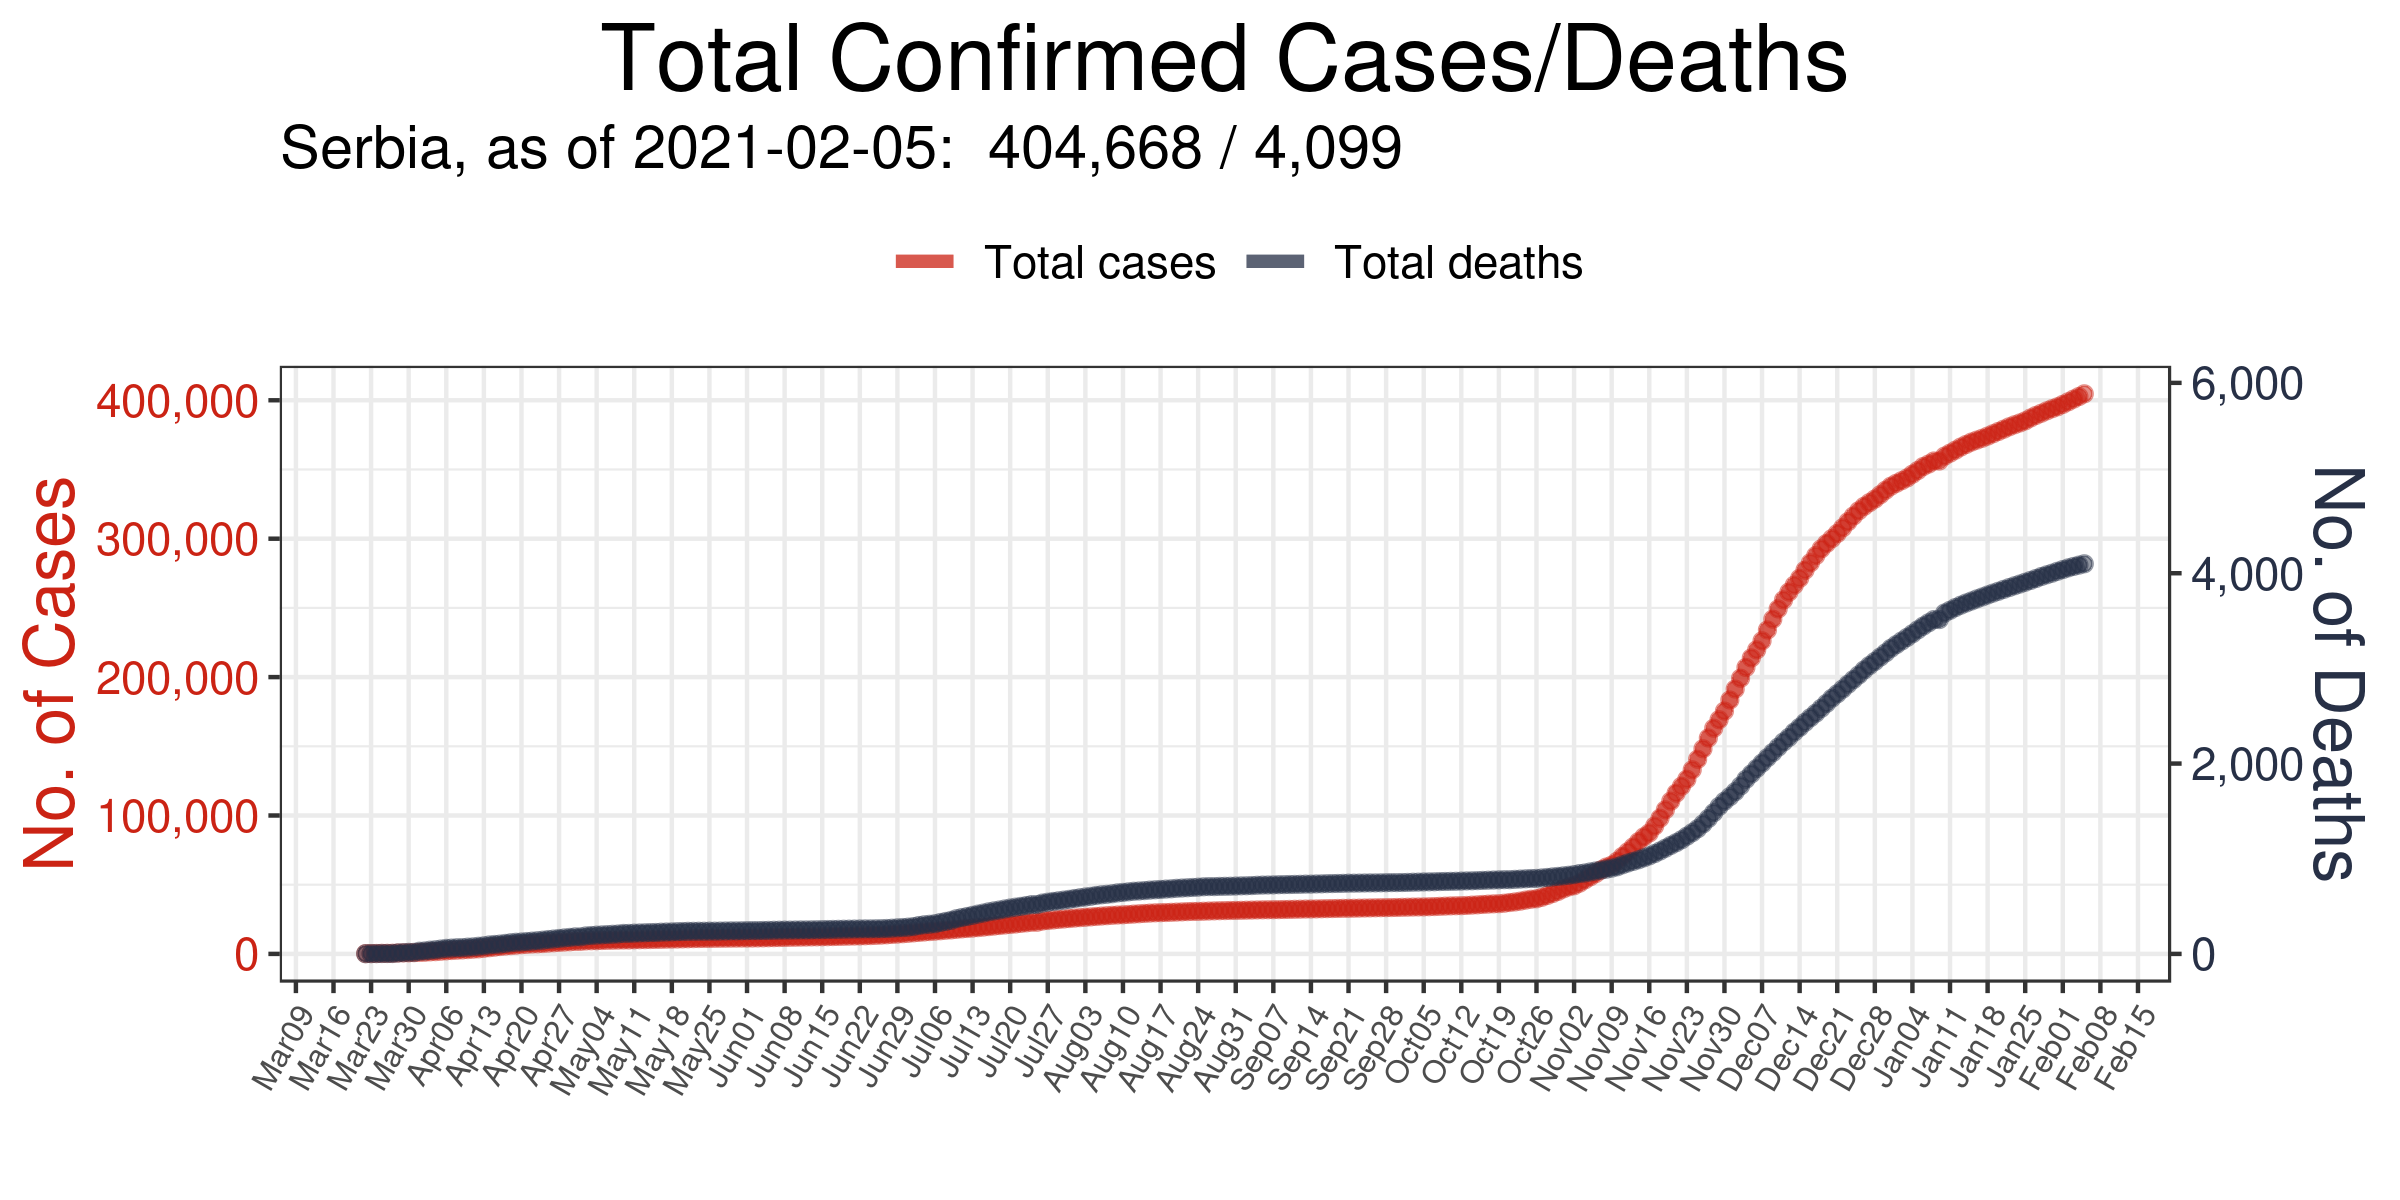 Total Confirmed Cases/Deaths
Serbia, as of 2021-02-05:  404,668 / 4,099
Total cases
Total deaths
No. of Cases
400,000
300,000
200,000
100,000
0
6,000
4,000
2,000
0
No. of Deaths
Mar09
Mar16
Mar23
Mar30
Apr06
Apr13
Apr20
Apr27
May04
May11
May18
May25
Jun01
Jun08
Jun15
Jun22
Jun29
Jul06
Jul13
Jul20
Jul27
Aug03
Aug10
Aug17
Aug24
Aug31
Sep07
Sep14
Sep21
Sep28
Oct05
Oct12
Oct19
Oct26
Nov02
Nov09
Nov16
Nov23
Nov30
Dec07
Dec14
Dec21
Dec28
Jan04
Jan11
Jan18
Jan25
Feb01
Feb08
Feb15